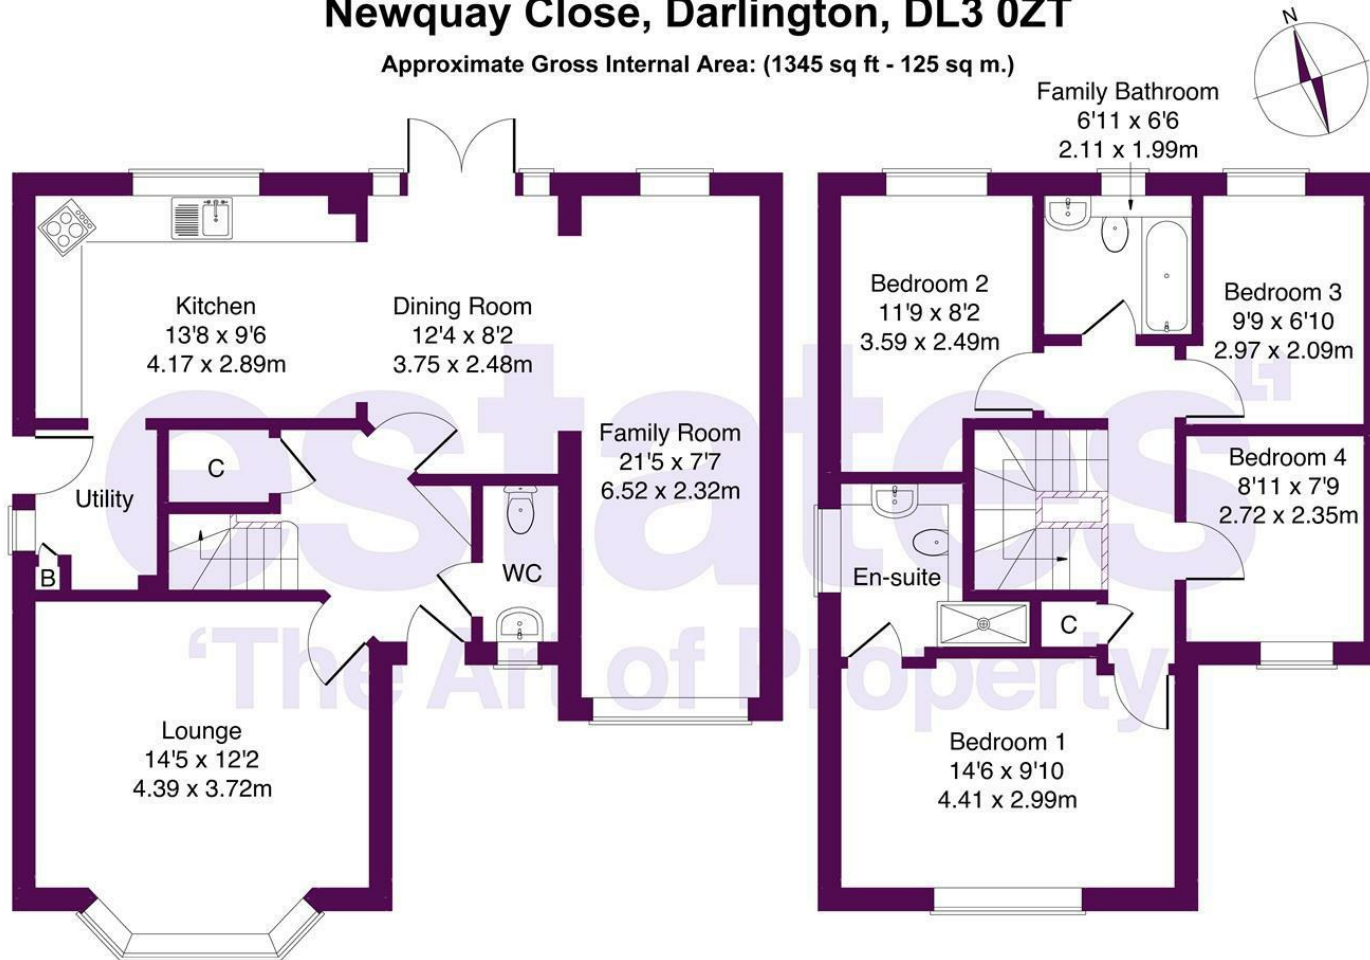 Newquay Close, Darlington, DL3 0ZT
Approximate Gross Internal Area: (1345 sq ft - 125 sq m.)
N
Family Bathroom
6'11 x 6'6
2.11 x 1.99m
Kitchen
13'8 x 9'6
4.17 x 2.89m
Dining Room
12'4 x 8'2
3.75 x 2.48m
Family Room
21'5 x 7'7
6.52 x 2.32m
C
Utility
B
WC
Lounge
14'5 x 12'2
4.39 x 3.72m
Bedroom 2
11'9 x 8'2
3.59 x 2.49m
Bedroom 3
9'9 x 6'10
2.97 x 2.09m
Bedroom 4
8'11 x 7'9
2.72 x 2.35m
En-suite
C
Bedroom 1
14'6 x 9'10
4.41 x 2.99m
estates
'The Art of Property'